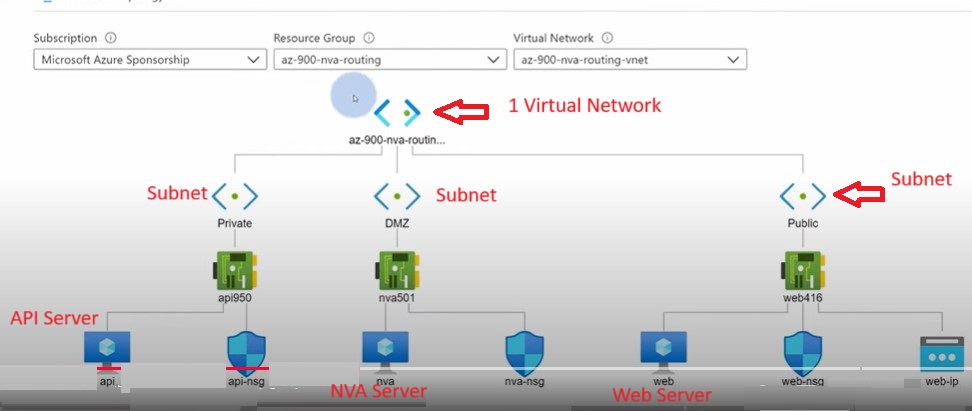 Subscription
Resource Group
Virtual Network
Microsoft Azure Sponsorship
az-900-nva-routing
az-900-nva-routing-vnet
1 Virtual Network
az-900-nva-routin...
Subnet
Subnet
Subnet
Private
DMZ
Public
api950
nva501
web416
API Server
api
api-nsg
nva
nva-nsg
web
web-nsg
web-ip
NVA Server
Web Server